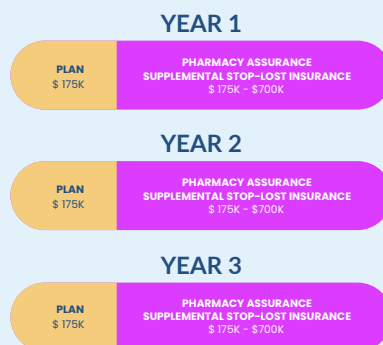 YEAR 1
PLAN
$ 175K
PHARMACY ASSURANCE
SUPPLEMENTAL STOP-LOST INSURANCE
$ 175K - $700K
YEAR 2
PLAN
$ 175K
PHARMACY ASSURANCE
SUPPLEMENTAL STOP-LOST INSURANCE
$ 175K - $700K
YEAR 3
PLAN
$ 175K
PHARMACY ASSURANCE
SUPPLEMENTAL STOP-LOST INSURANCE
$ 175K - $700K